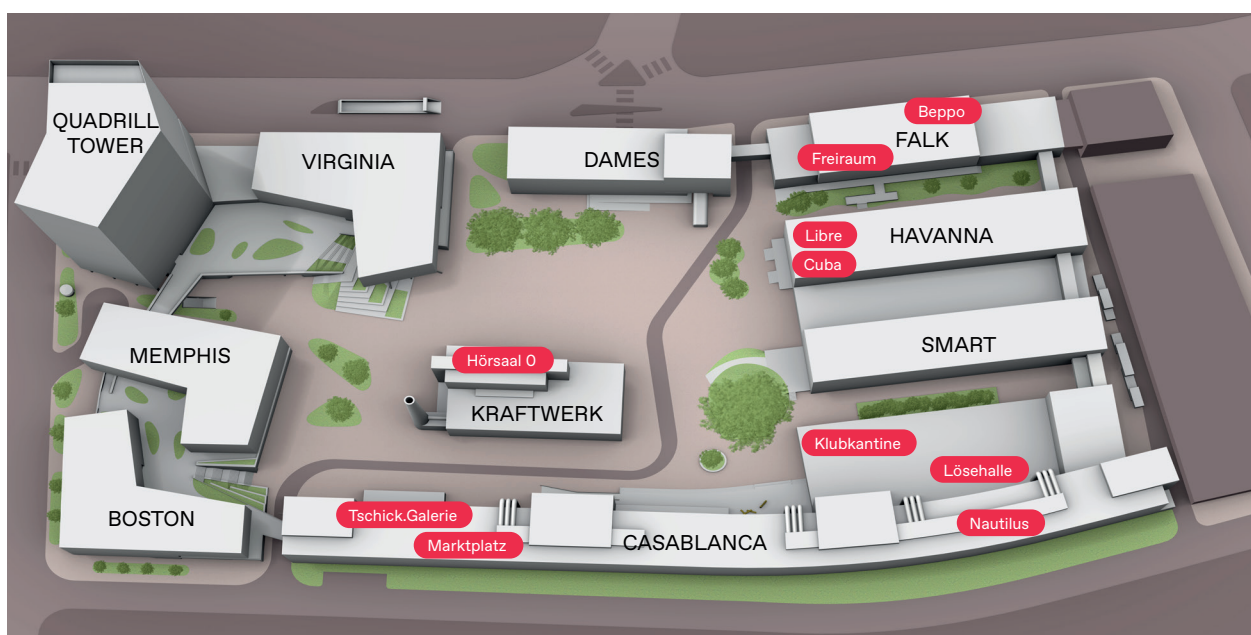 QUADRILL
TOWER
VIRGINIA
DAMES
Beppo
FALK
Freiraum
Libre
HAVANNA
Cuba
MEMPHIS
SMART
Hörsaal 0
KRAFTWERK
Klubkantine
Lösehalle
BOSTON
Tschick.Galerie
Nautilus
Marktplatz
CASABLANCA